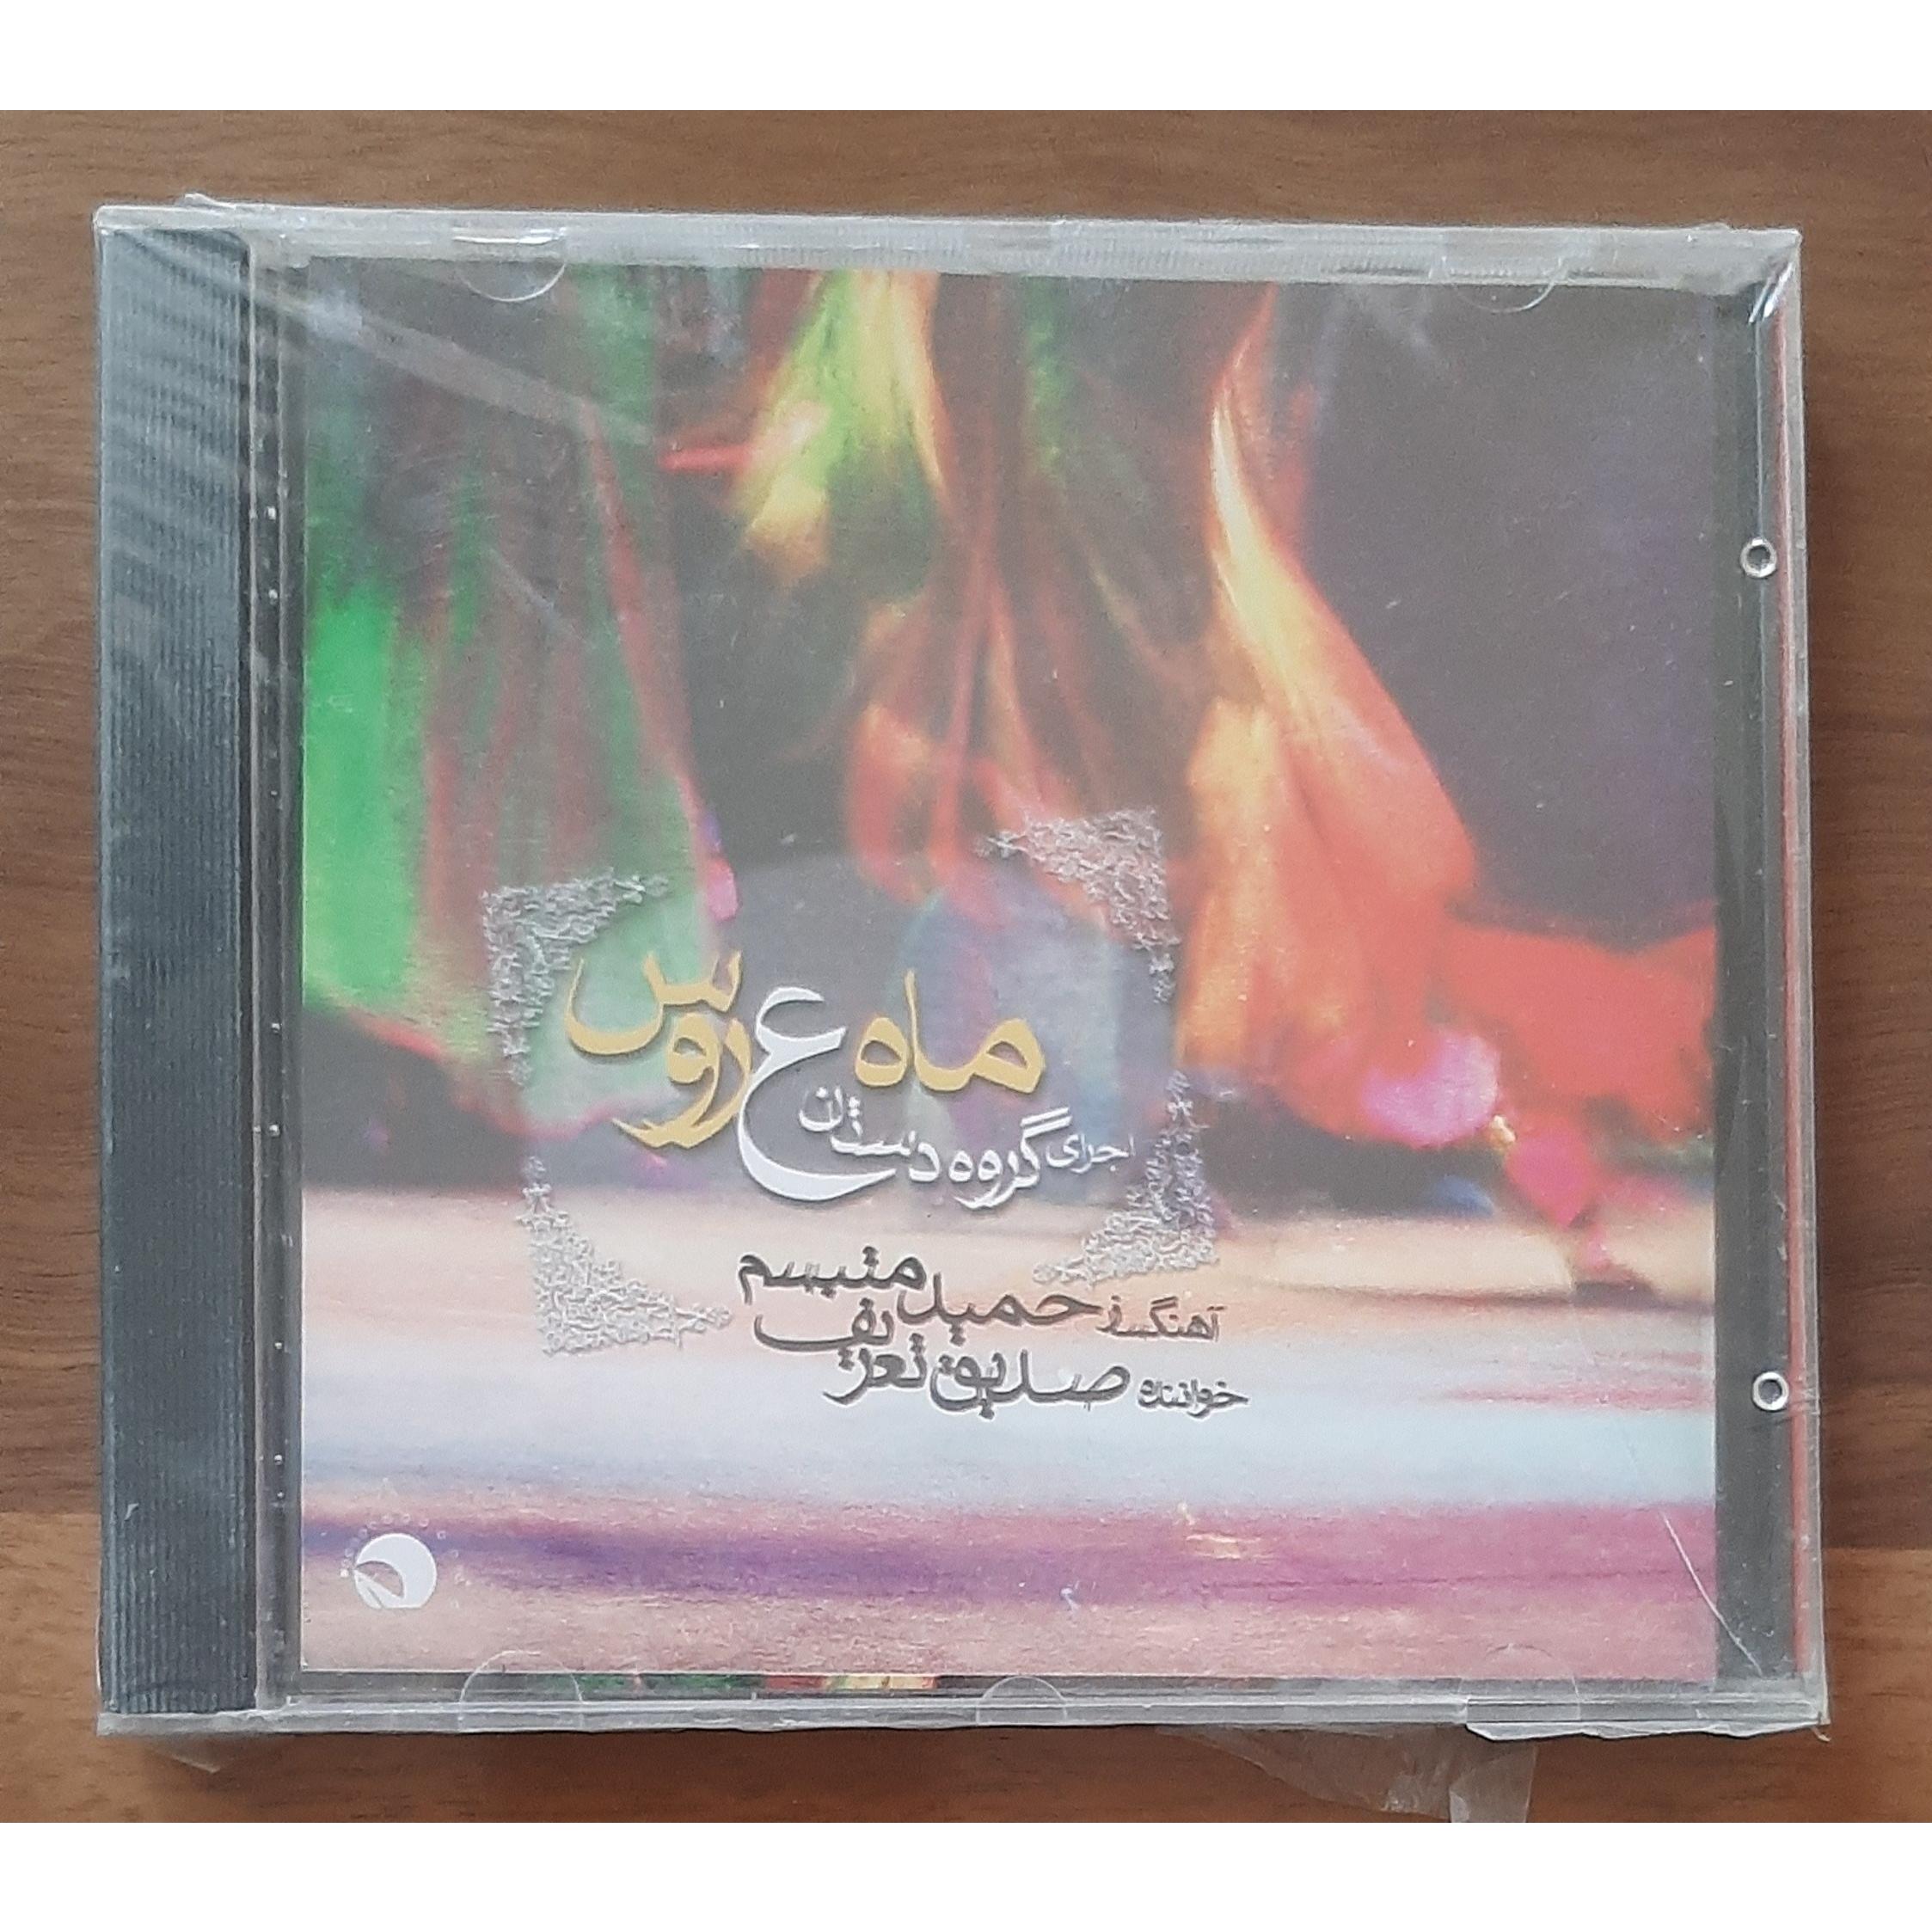 ماه عروس
اجرای گروه دستان
آهنگساز حمید متبسم
خواننده صدیق تعریف